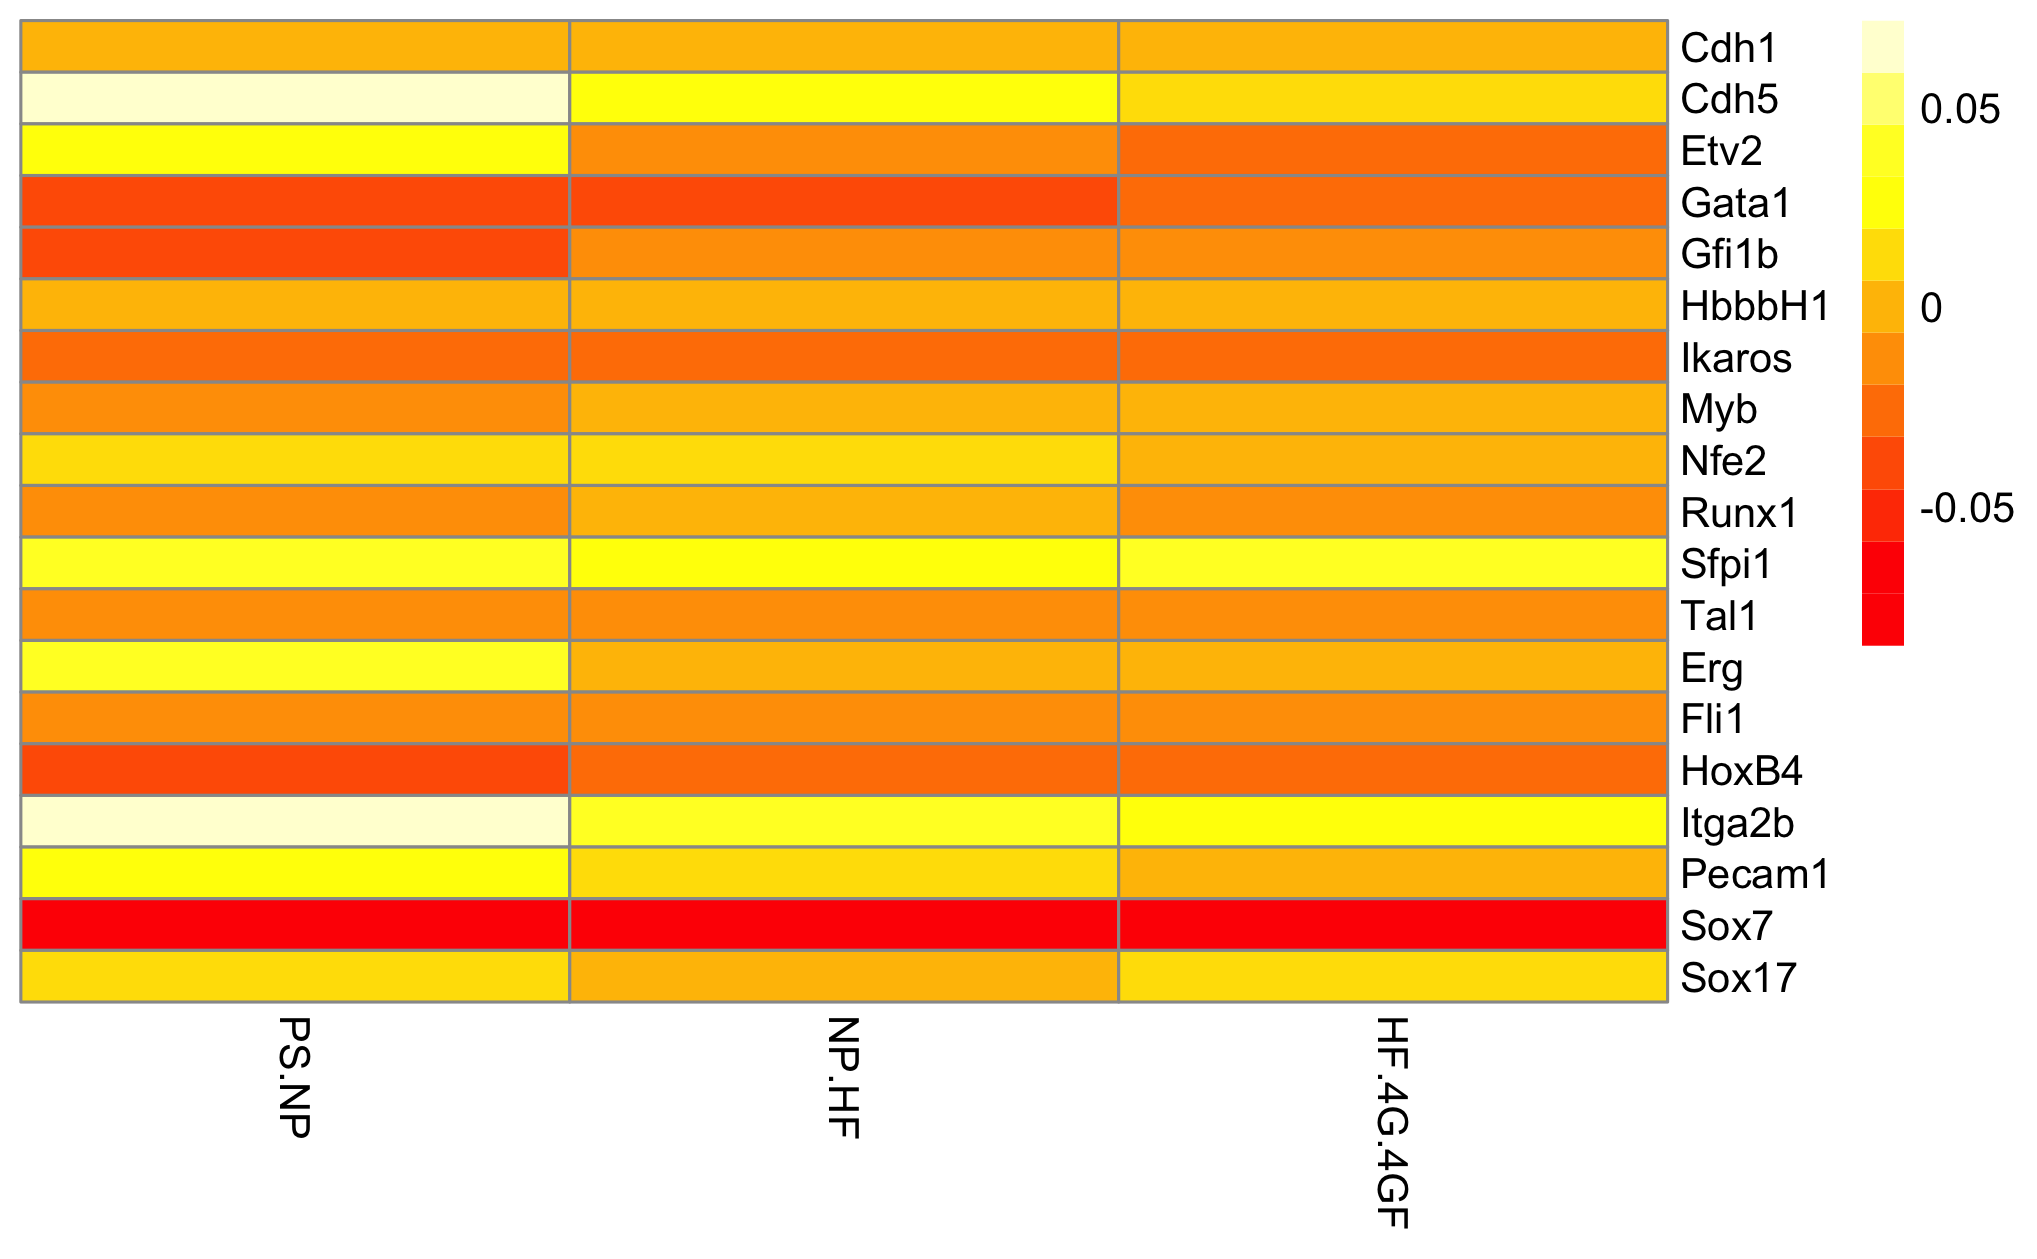 Cdh1
Cdh5
Etv2
Gata1
Gfi1b
HbbbH1
Ikaros
Myb
Nfe2
Runx1
Sfpi1
Tal1
Erg
Fli1
HoxB4
Itga2b
Pecam1
Sox7
Sox17
0.05
0
-0.05
PS.NP
NP.HF
HF.4G.4GF